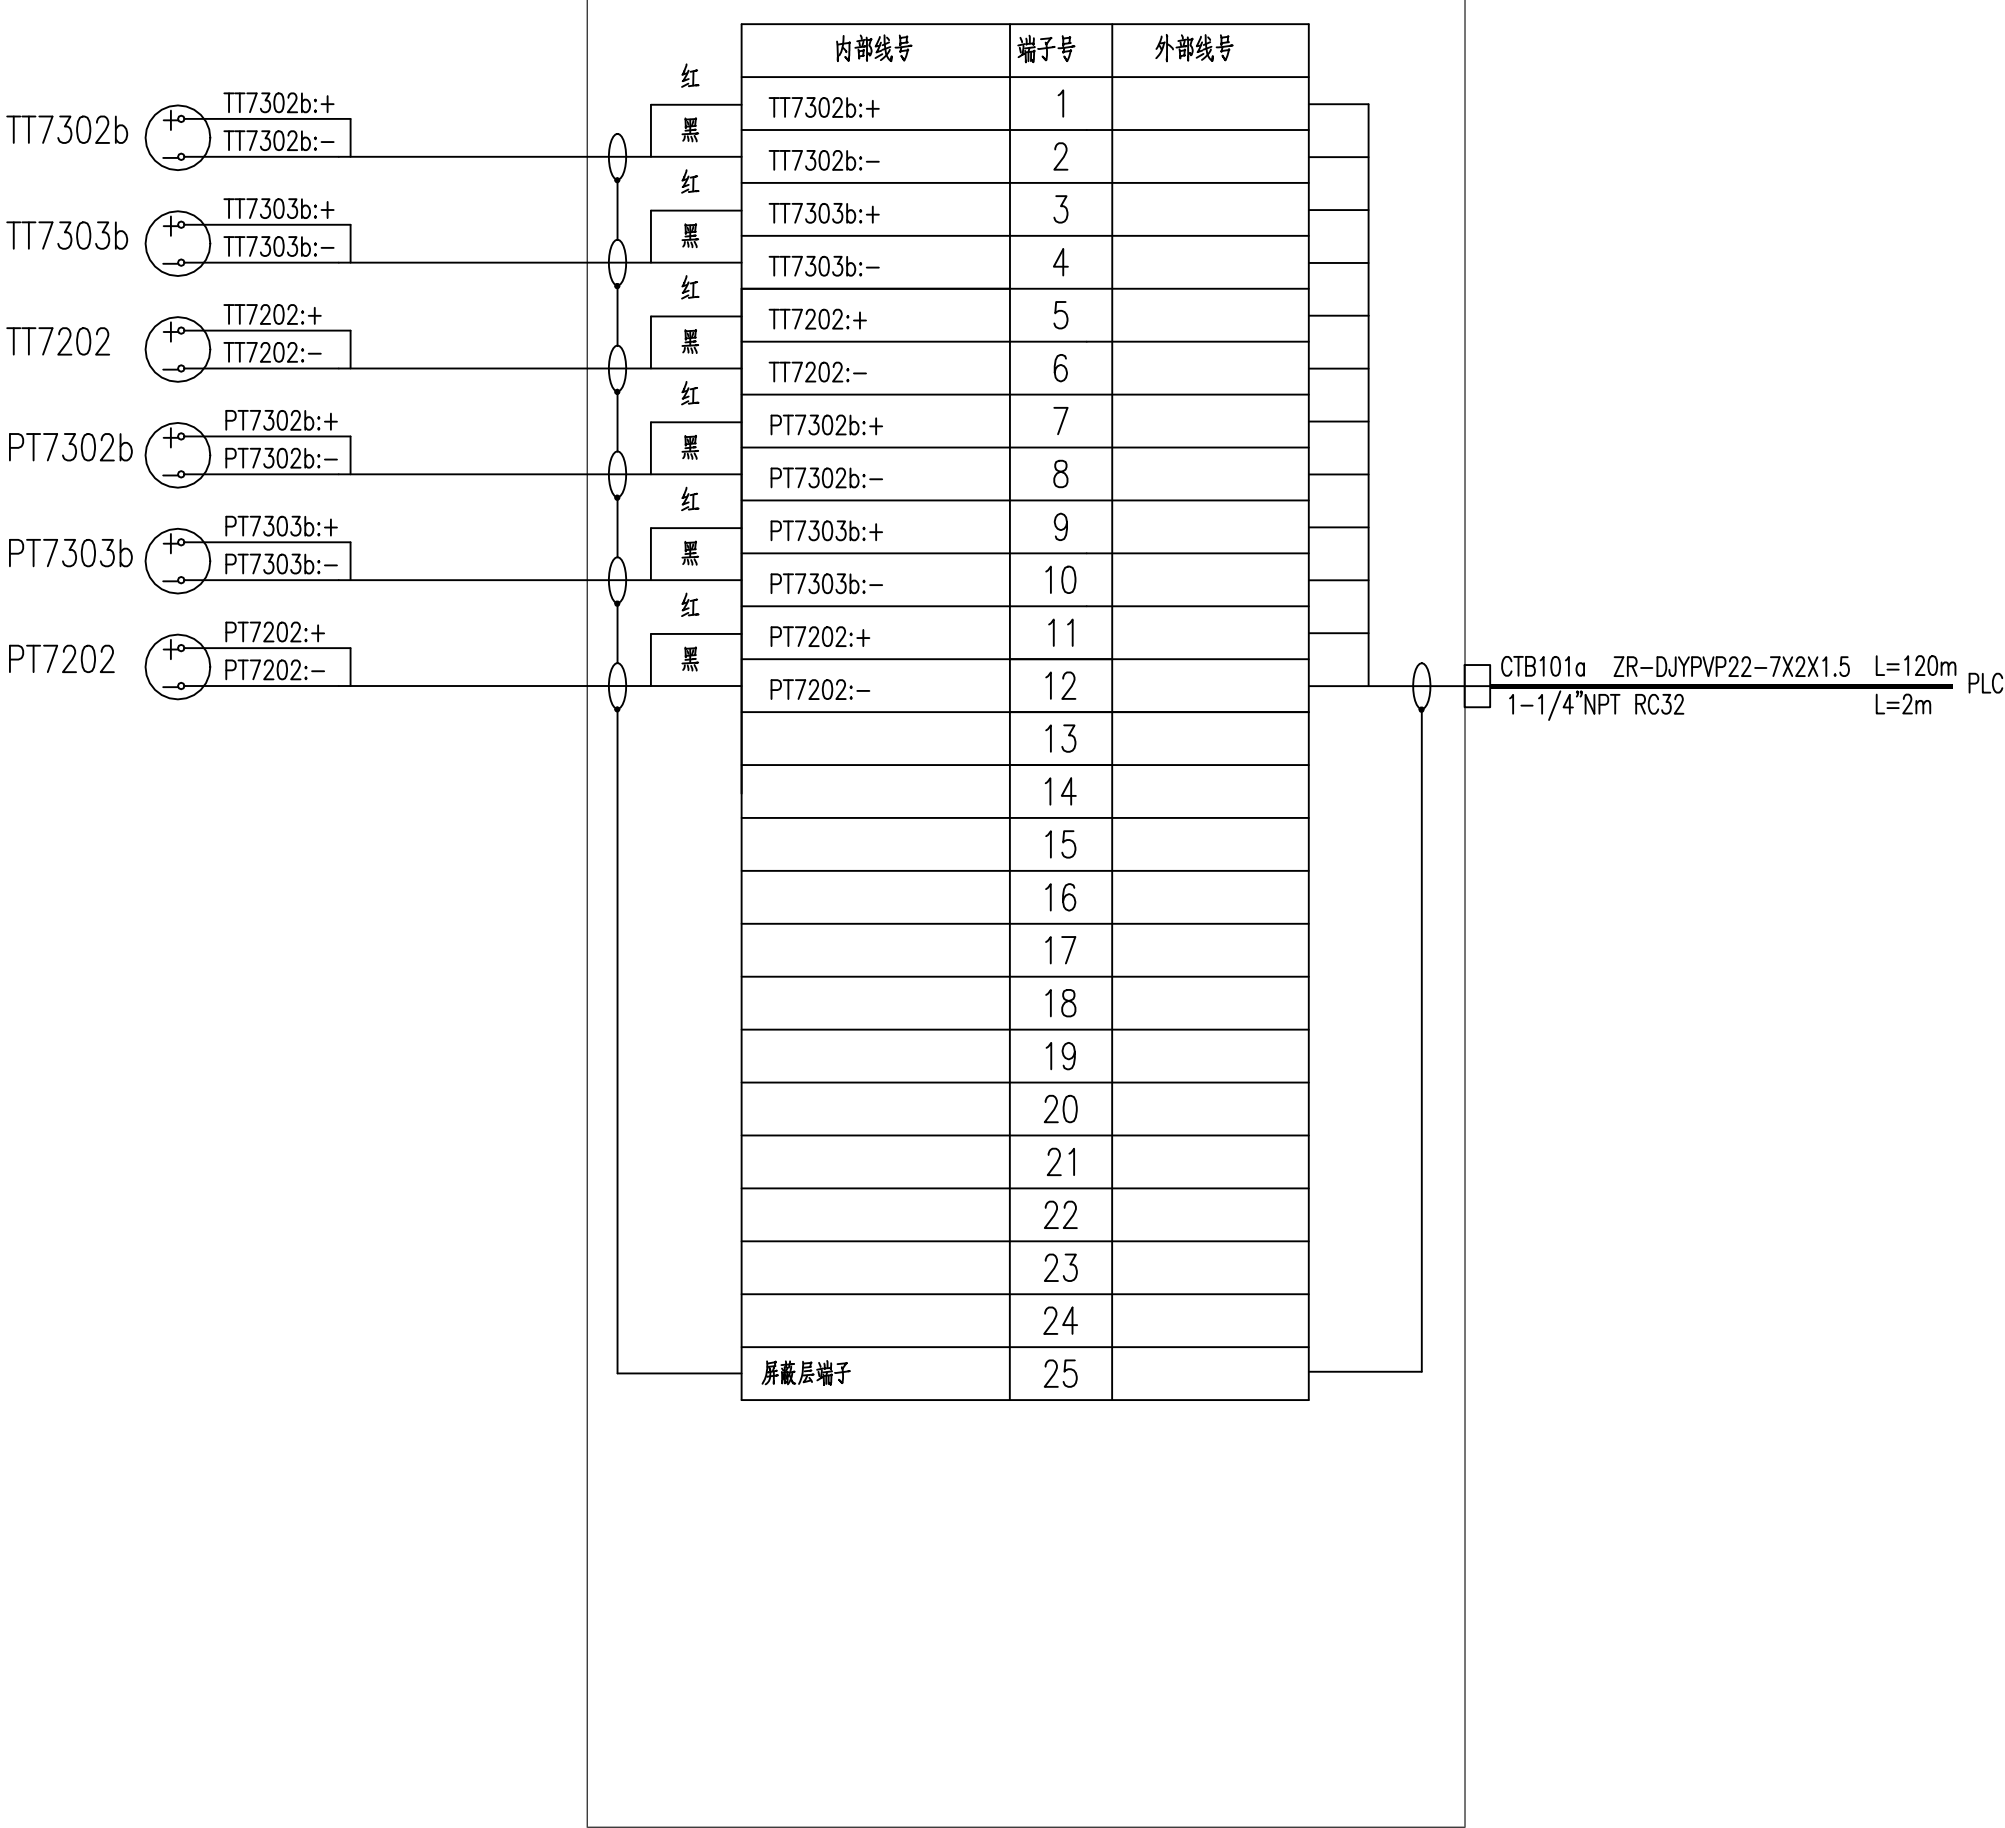 内部线号 端子号 外部线号
TT7302b TT7302b:+ 红 TT7302b:+ 1
TT7302b:- 黑 TT7302b:- 2
TT7303b TT7303b:+ 红 TT7303b:+ 3
TT7303b:- 黑 TT7303b:- 4
TT7202 TT7202:+ 红 TT7202:+ 5
TT7202:- 黑 TT7202:- 6
PT7302b PT7302b:+ 红 PT7302b:+ 7
PT7302b:- 黑 PT7302b:- 8
PT7303b PT7303b:+ 红 PT7303b:+ 9
PT7303b:- 黑 PT7303b:- 10
PT7202 PT7202:+ 红 PT7202:+ 11
PT7202:- 黑 PT7202:- 12
CTB101a ZR-DJYPVP22-7X2X1.5 L=120m PLC
1-1/4"NPT RC32 L=2m
13
14
15
16
17
18
19
20
21
22
23
24
屏蔽层端子 25